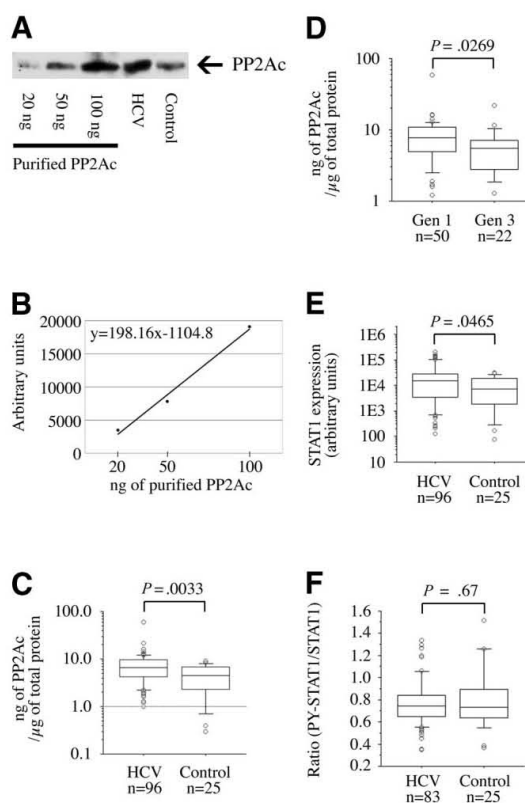 A
← PP2Ac
20 ng
50 ng
100 ng
HCV
Control
Purified PP2Ac
B
Arbitrary units
20000
15000
10000
5000
0
y=198.16x-1104.8
20 50 100
ng of purified PP2Ac
C
ng of PP2Ac
/µg of total protein
P = .0033
100.0
10.0
1.0
0.1
HCV Control
n=96 n=25
D
ng of PP2Ac
/µg of total protein
P = .0269
100
10
1
Gen 1 Gen 3
n=50 n=22
E
STAT1 expression
(arbitrary units)
P = .0465
1E6
1E5
1E4
1E3
100
10
HCV Control
n=96 n=25
F
Ratio (PY-STAT1/STAT1)
P = .67
1.6
1.4
1.2
1.0
0.8
0.6
0.4
0.2
HCV Control
n=83 n=25